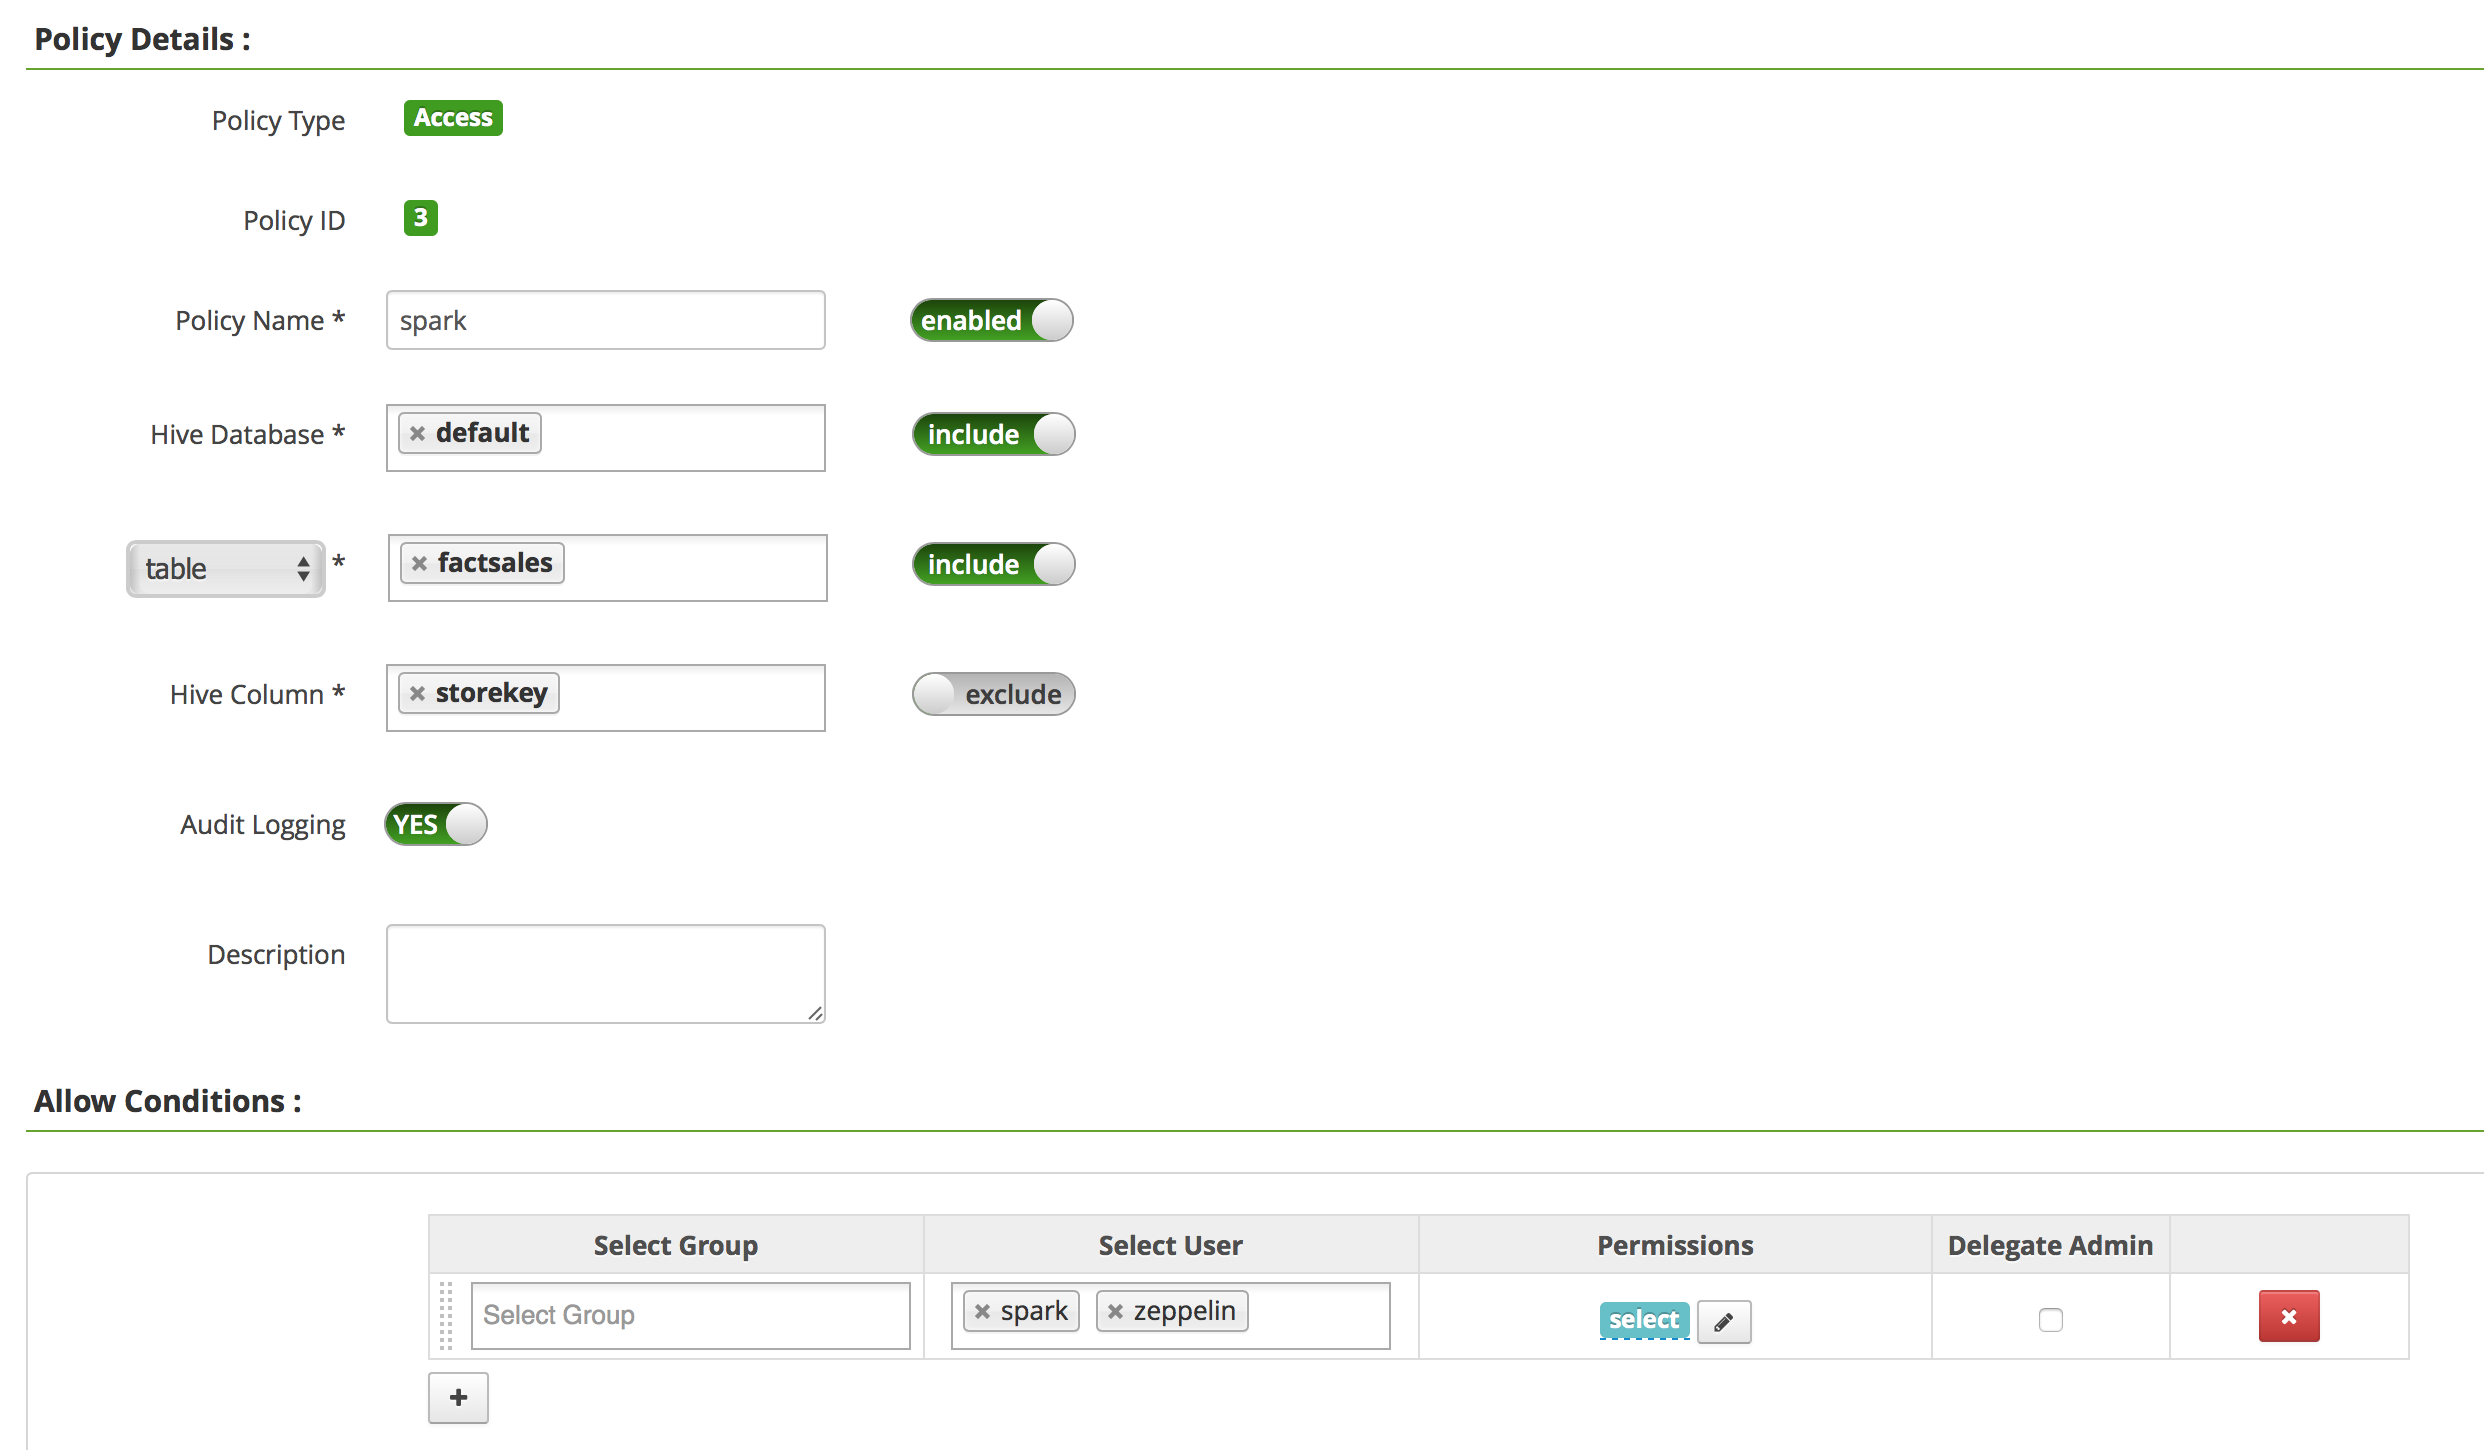 Policy Details :
Policy Type Access
Policy ID 3
Policy Name * spark enabled
Hive Database * default include
table * factsales include
Hive Column * storekey exclude
Audit Logging YES
Description
Allow Conditions :
Select Group Select User Permissions Delegate Admin
Select Group spark zeppelin select
+